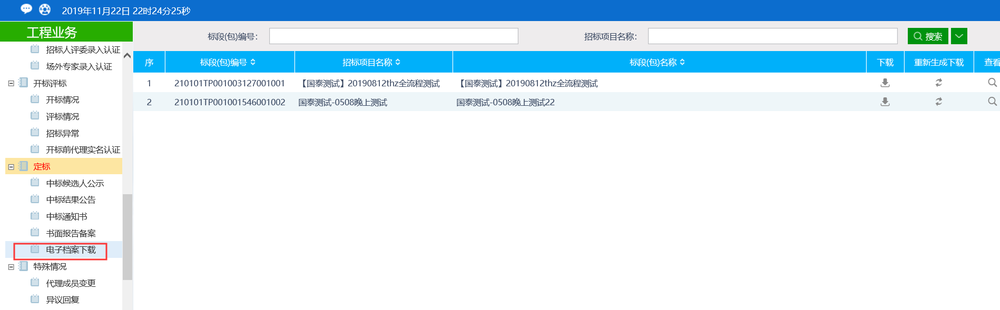 2019年11月22日 22时24分25秒
工程业务
招标人评委录入认证
场外专家录入认证
开标评标
开标情况
评标情况
招标异常
开标前代理实名认证
定标
中标候选人公示
中标结果公告
中标通知书
书面报告备案
电子档案下载
特殊情况
代理成员变更
异议回复
标段(包)编号： 招标项目名称： 搜索
序 标段(包)编号 招标项目名称 标段(包)名称 下载 重新生成下载 查看
1 210101TP001003127001001 【国泰测试】20190812thz全流程测试 【国泰测试】20190812thz全流程测试
2 210101TP001001546001002 国泰测试-0508晚上测试 国泰测试-0508晚上测试22